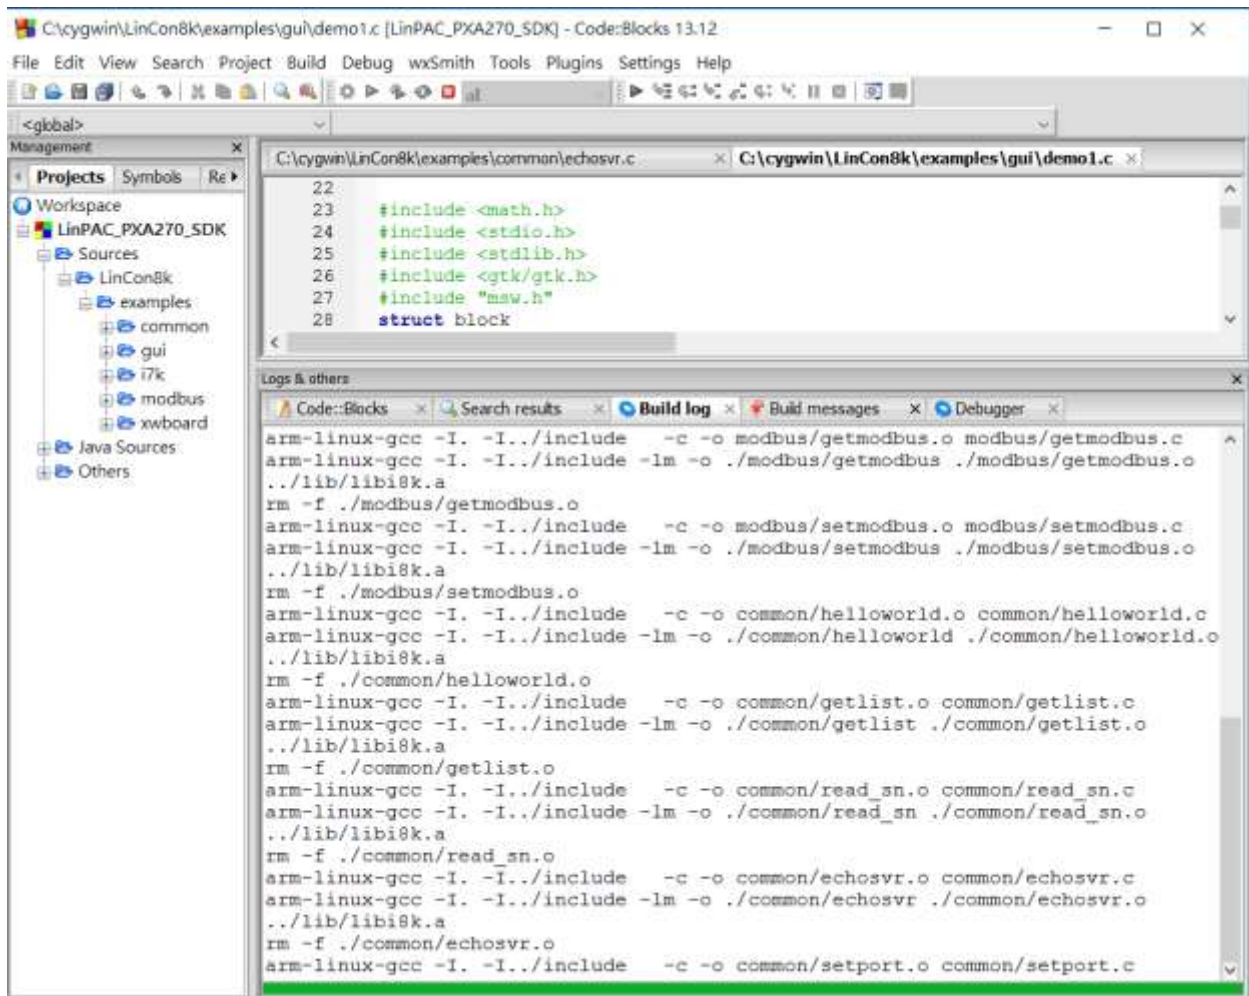 C:\cygwin\LinCon8k\examples\gui\demo1.c [LinPAC_PXA270_SDK] - Code::Blocks 13.12
File Edit View Search Project Build Debug wxSmith Tools Plugins Settings Help
<global>
Management
Projects Symbols Re
Workspace
LinPAC_PXA270_SDK
Sources
LinCon8k
examples
common
gui
i7k
modbus
xwboard
Java Sources
Others
C:\cygwin\LinCon8k\examples\common\echosvr.c C:\cygwin\LinCon8k\examples\gui\demo1.c
22
23 #include <math.h>
24 #include <stdio.h>
25 #include <stdlib.h>
26 #include <gtk/gtk.h>
27 #include "msw.h"
28 struct block
Logs & others
Code::Blocks Search results Build log Build messages Debugger
arm-linux-gcc -I. -I../include -c -o modbus/getmodbus.o modbus/getmodbus.c
arm-linux-gcc -I. -I../include -lm -o ./modbus/getmodbus ./modbus/getmodbus.o
../lib/libi8k.a
rm -f ./modbus/getmodbus.o
arm-linux-gcc -I. -I../include -c -o modbus/setmodbus.o modbus/setmodbus.c
arm-linux-gcc -I. -I../include -lm -o ./modbus/setmodbus ./modbus/setmodbus.o
../lib/libi8k.a
rm -f ./modbus/setmodbus.o
arm-linux-gcc -I. -I../include -c -o common/helloworld.o common/helloworld.c
arm-linux-gcc -I. -I../include -lm -o ./common/helloworld ./common/helloworld.o
../lib/libi8k.a
rm -f ./common/helloworld.o
arm-linux-gcc -I. -I../include -c -o common/getlist.o common/getlist.c
arm-linux-gcc -I. -I../include -lm -o ./common/getlist ./common/getlist.o
../lib/libi8k.a
rm -f ./common/getlist.o
arm-linux-gcc -I. -I../include -c -o common/read_sn.o common/read_sn.c
arm-linux-gcc -I. -I../include -lm -o ./common/read_sn ./common/read_sn.o
../lib/libi8k.a
rm -f ./common/read_sn.o
arm-linux-gcc -I. -I../include -c -o common/echosvr.o common/echosvr.c
arm-linux-gcc -I. -I../include -lm -o ./common/echosvr ./common/echosvr.o
../lib/libi8k.a
rm -f ./common/echosvr.o
arm-linux-gcc -I. -I../include -c -o common/setport.o common/setport.c